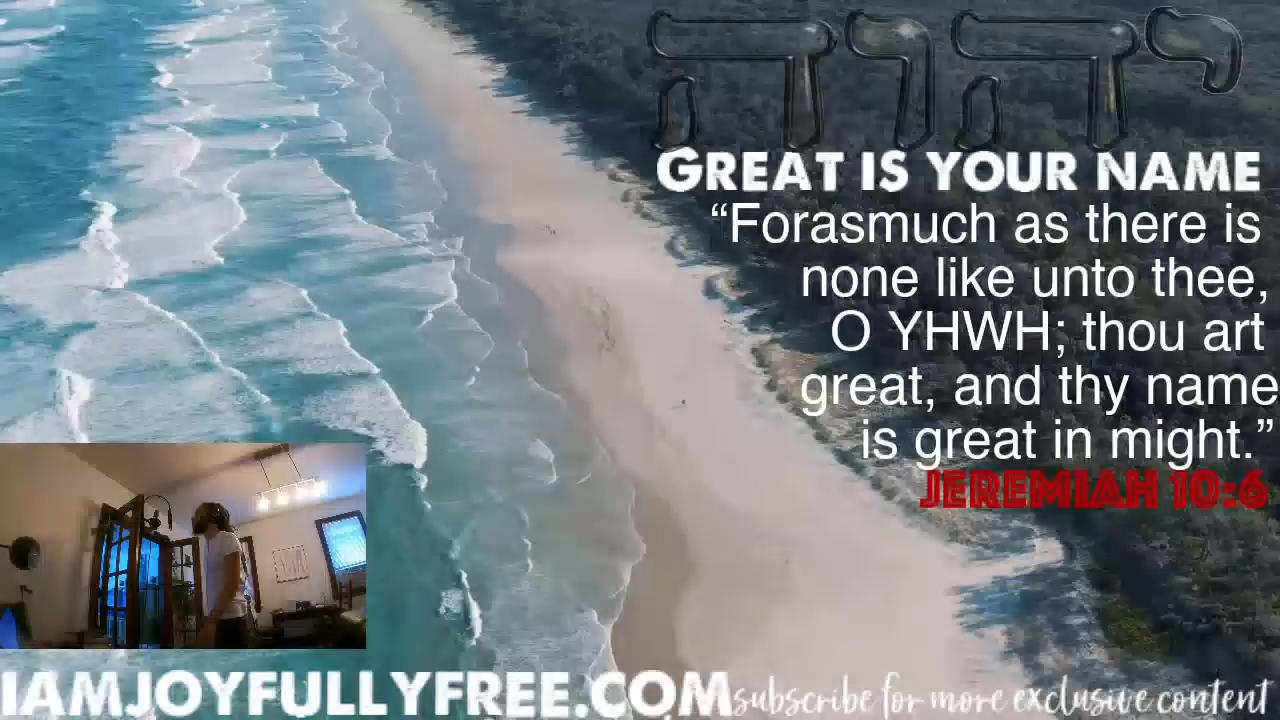 יהוה
GREAT IS YOUR NAME
“Forasmuch as there is
none like unto thee,
O YHWH; thou art
great, and thy name
is great in might.”
JEREMIAH 10:6
IAMJOYFULLYFREE.COM subscribe for more exclusive content